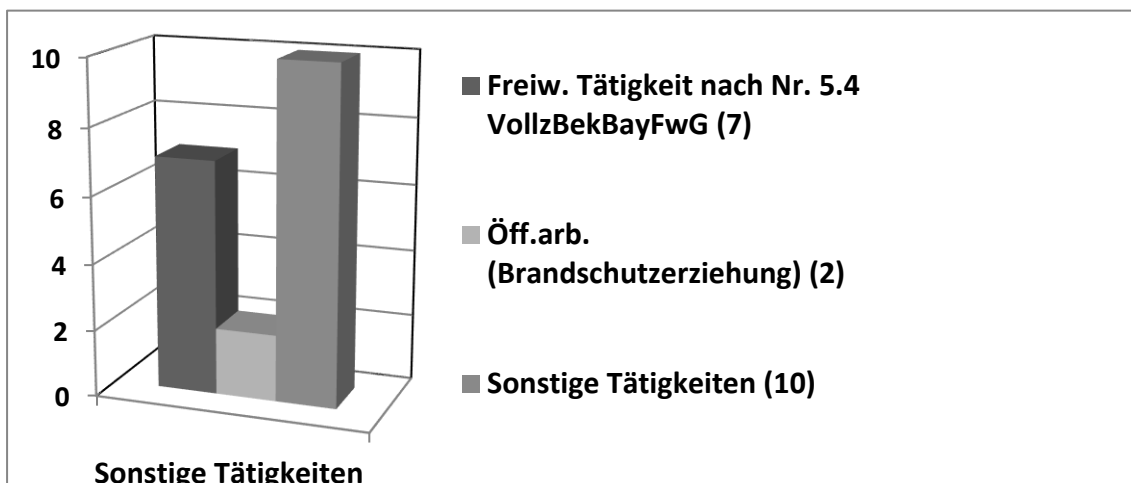 10
8
6
4
2
0
Sonstige Tätigkeiten
Freiw. Tätigkeit nach Nr. 5.4
VollzBekBayFwG (7)
Öff.arb.
(Brandschutzerziehung) (2)
Sonstige Tätigkeiten (10)